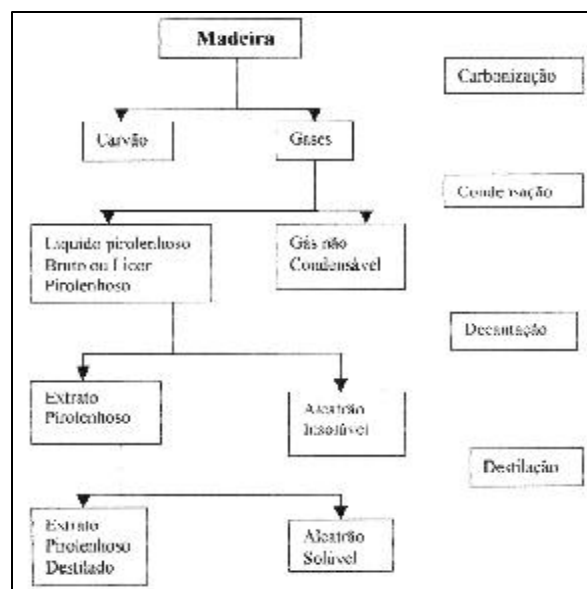 Madeira
Carbonização
Carvão
Gases
Condensação
Líquido pirolenhoso
Bruto ou Licor
Pirolenhoso
Gás não
Condensável
Decantação
Extrato
Pirolenhoso
Alcatrão
Insolúvel
Destilação
Extrato
Pirolenhoso
Destilado
Alcatrão
Solúvel